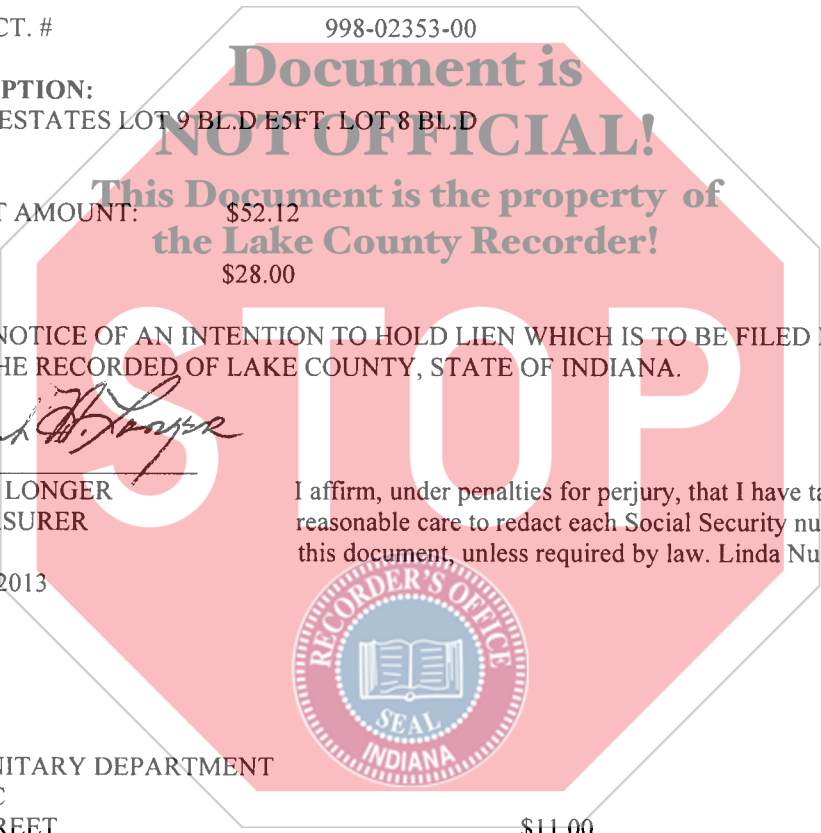 CT. # 998-02353-00
Document is
PTION:
ESTATES LOT 9 BL.D E5FT. LOT 8 BL.D
NOT OFFICIAL!
This Document is the property of
T AMOUNT: $52.12
the Lake County Recorder!
$28.00
NOTICE OF AN INTENTION TO HOLD LIEN WHICH IS TO BE FILED
HE RECORDED OF LAKE COUNTY, STATE OF INDIANA.
STOP
H. Longer
LONGER
SURER
I affirm, under penalties for perjury, that I have ta
reasonable care to redact each Social Security nu
this document, unless required by law. Linda Nu
2013
RECORDER'S OFFICE
SEAL
INDIANA
NITARY DEPARTMENT
C
REET
$11.00